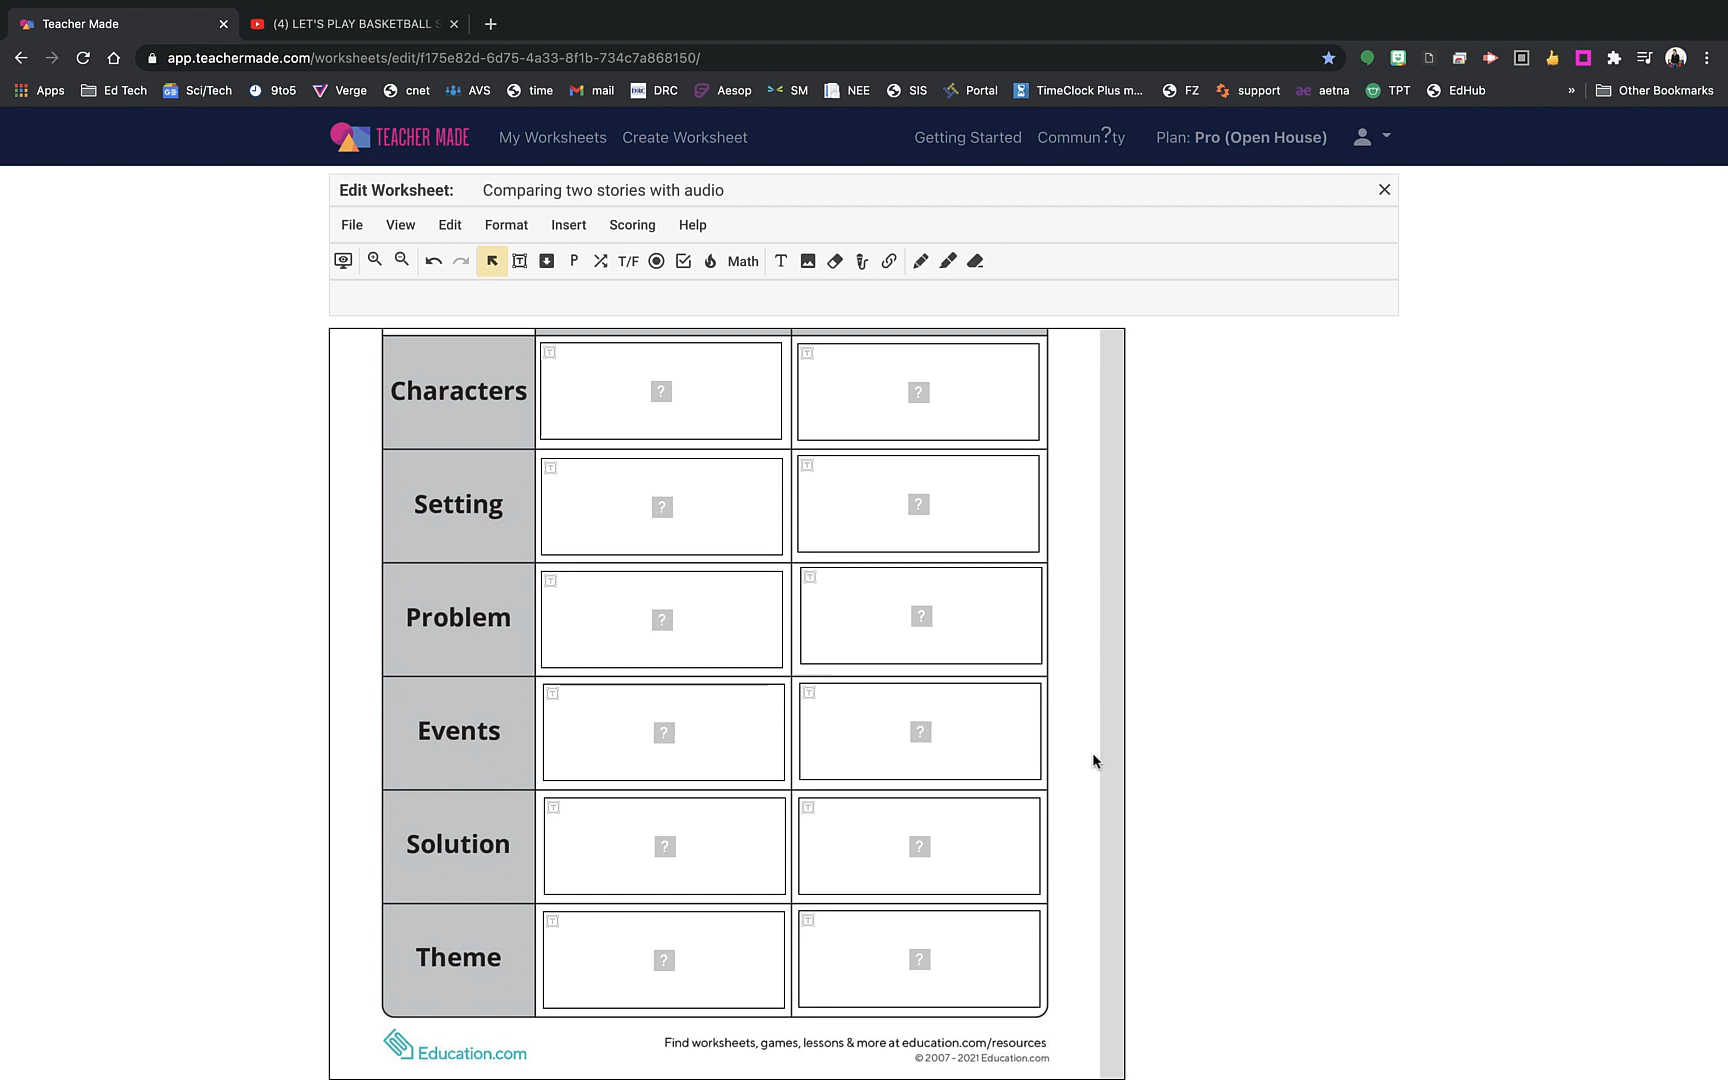 Teacher Made
(4) LET'S PLAY BASKETBALL
app.teachermade.com/worksheets/edit/f175e82d-6d75-4a33-8f1b-734c7a868150/
Apps Ed Tech Sci/Tech 9to5 Verge cnet AVS time mail DRC Aesop SM NEE SIS Portal TimeClock Plus m... FZ support aetna TPT EdHub » Other Bookmarks
TEACHER MADE My Worksheets Create Worksheet Getting Started Commun?ty Plan: Pro (Open House)
Edit Worksheet: Comparing two stories with audio
File View Edit Format Insert Scoring Help
P T/F Math T
Characters ? ?
Setting ? ?
Problem ? ?
Events ? ?
Solution ? ?
Theme ? ?
Education.com
Find worksheets, games, lessons & more at education.com/resources
© 2007 - 2021 Education.com